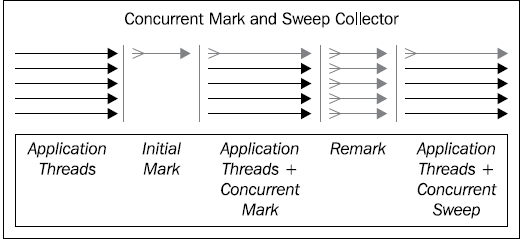 Concurrent Mark and Sweep Collector
Application
Threads
Initial
Mark
Application
Threads +
Concurrent
Mark
Remark
Application
Threads +
Concurrent
Sweep